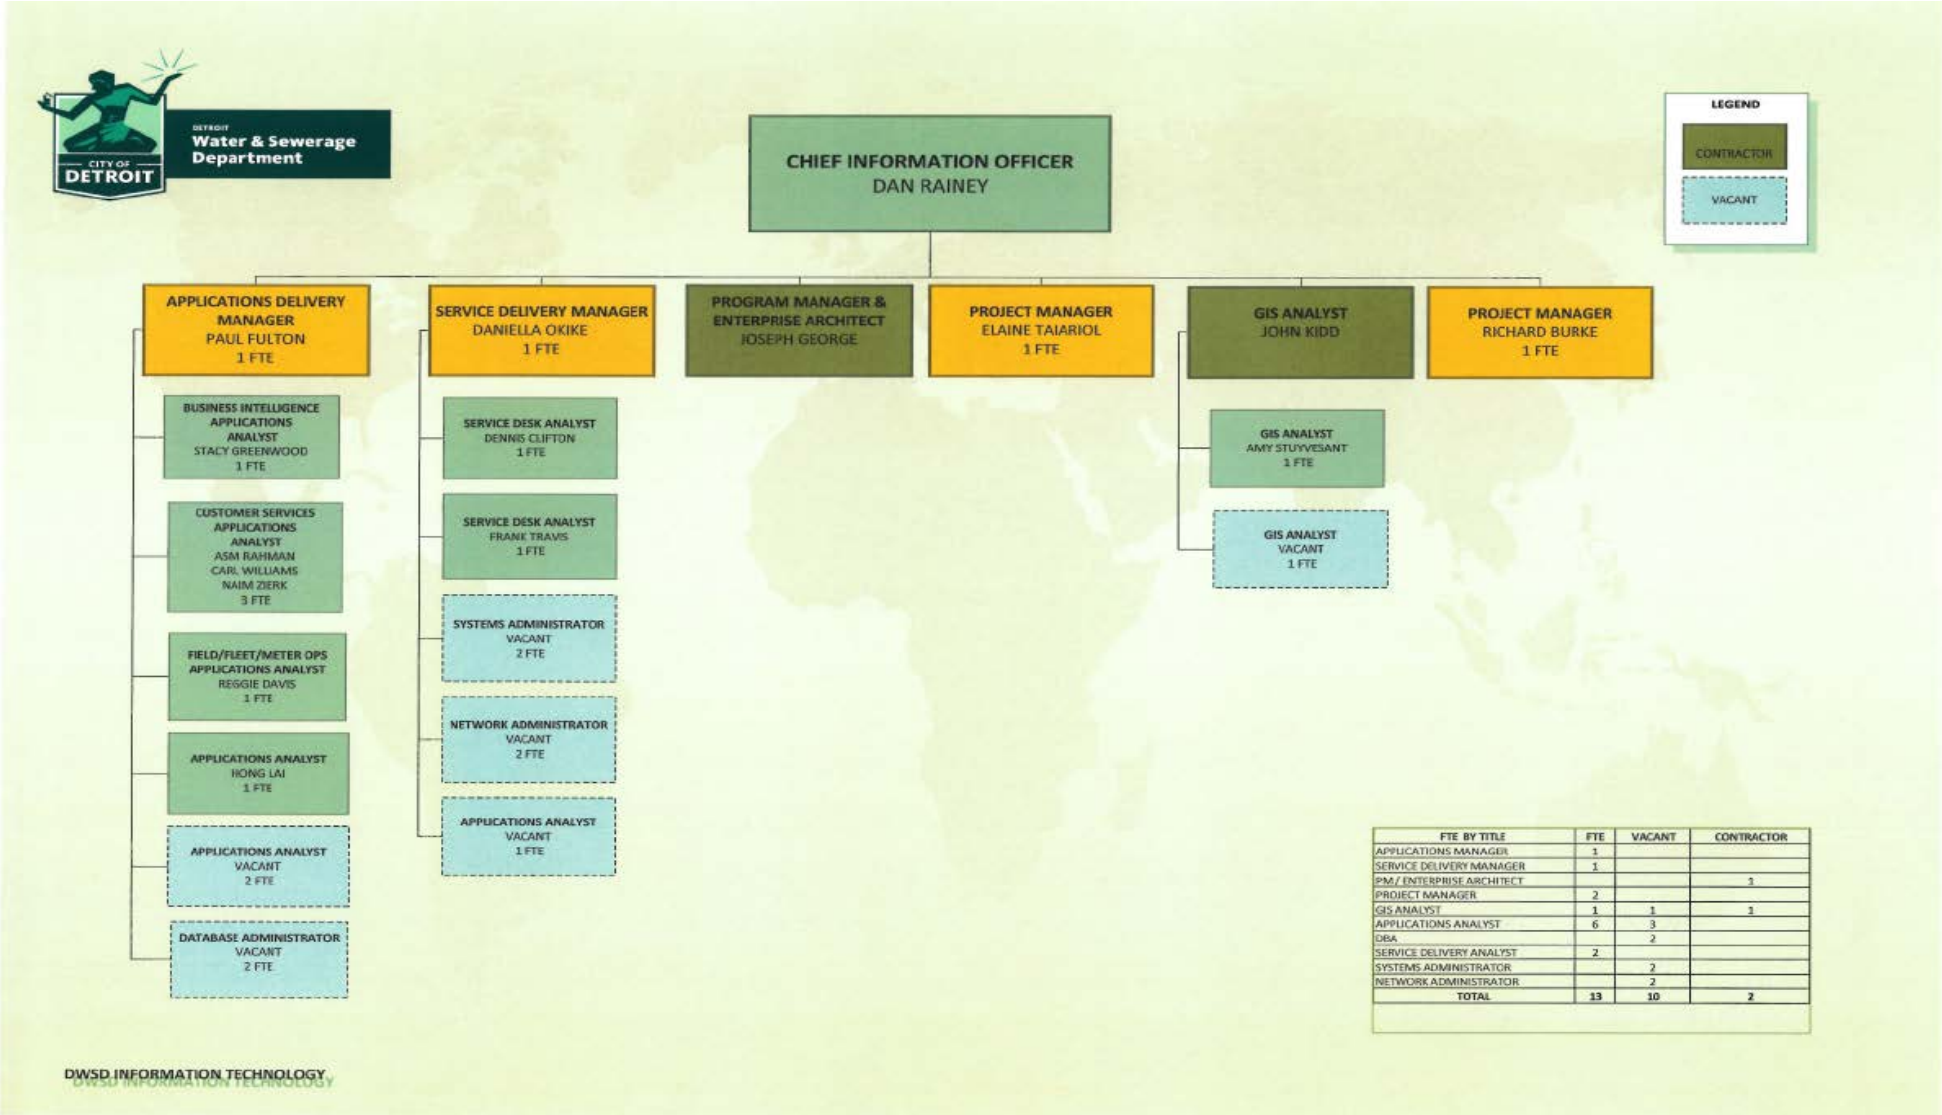 CITY OF
DETROIT
DETROIT
Water & Sewerage
Department
CHIEF INFORMATION OFFICER
DAN RAINEY
LEGEND
CONTRACTOR
VACANT
APPLICATIONS DELIVERY
MANAGER
PAUL FULTON
1 FTE
SERVICE DELIVERY MANAGER
DANIELLA OKIKE
1 FTE
PROGRAM MANAGER &
ENTERPRISE ARCHITECT
JOSEPH GEORGE
PROJECT MANAGER
ELAINE TAIARIOL
1 FTE
GIS ANALYST
JOHN KIDD
PROJECT MANAGER
RICHARD BURKE
1 FTE
BUSINESS INTELLIGENCE
APPLICATIONS
ANALYST
STACY GREENWOOD
1 FTE
CUSTOMER SERVICES
APPLICATIONS
ANALYST
ASM RAHMAN
CARL WILLIAMS
NAIM ZIERK
3 FTE
FIELD/FLEET/METER OPS
APPLICATIONS ANALYST
REGGIE DAVIS
1 FTE
APPLICATIONS ANALYST
HONG LAI
1 FTE
APPLICATIONS ANALYST
VACANT
2 FTE
DATABASE ADMINISTRATOR
VACANT
2 FTE
SERVICE DESK ANALYST
DENNIS CLIFTON
1 FTE
SERVICE DESK ANALYST
FRANK TRAVIS
1 FTE
SYSTEMS ADMINISTRATOR
VACANT
2 FTE
NETWORK ADMINISTRATOR
VACANT
2 FTE
APPLICATIONS ANALYST
VACANT
1 FTE
GIS ANALYST
AMY STUYVESANT
1 FTE
GIS ANALYST
VACANT
1 FTE
FTE BY TITLE FTE VACANT CONTRACTOR
APPLICATIONS MANAGER 1
SERVICE DELIVERY MANAGER 1
PM/ ENTERPRISE ARCHITECT 1
PROJECT MANAGER 2
GIS ANALYST 1 1 1
APPLICATIONS ANALYST 6 3
DBA 2
SERVICE DELIVERY ANALYST 2
SYSTEMS ADMINISTRATOR 2
NETWORK ADMINISTRATOR 2
TOTAL 13 10 2
DWSD INFORMATION TECHNOLOGY